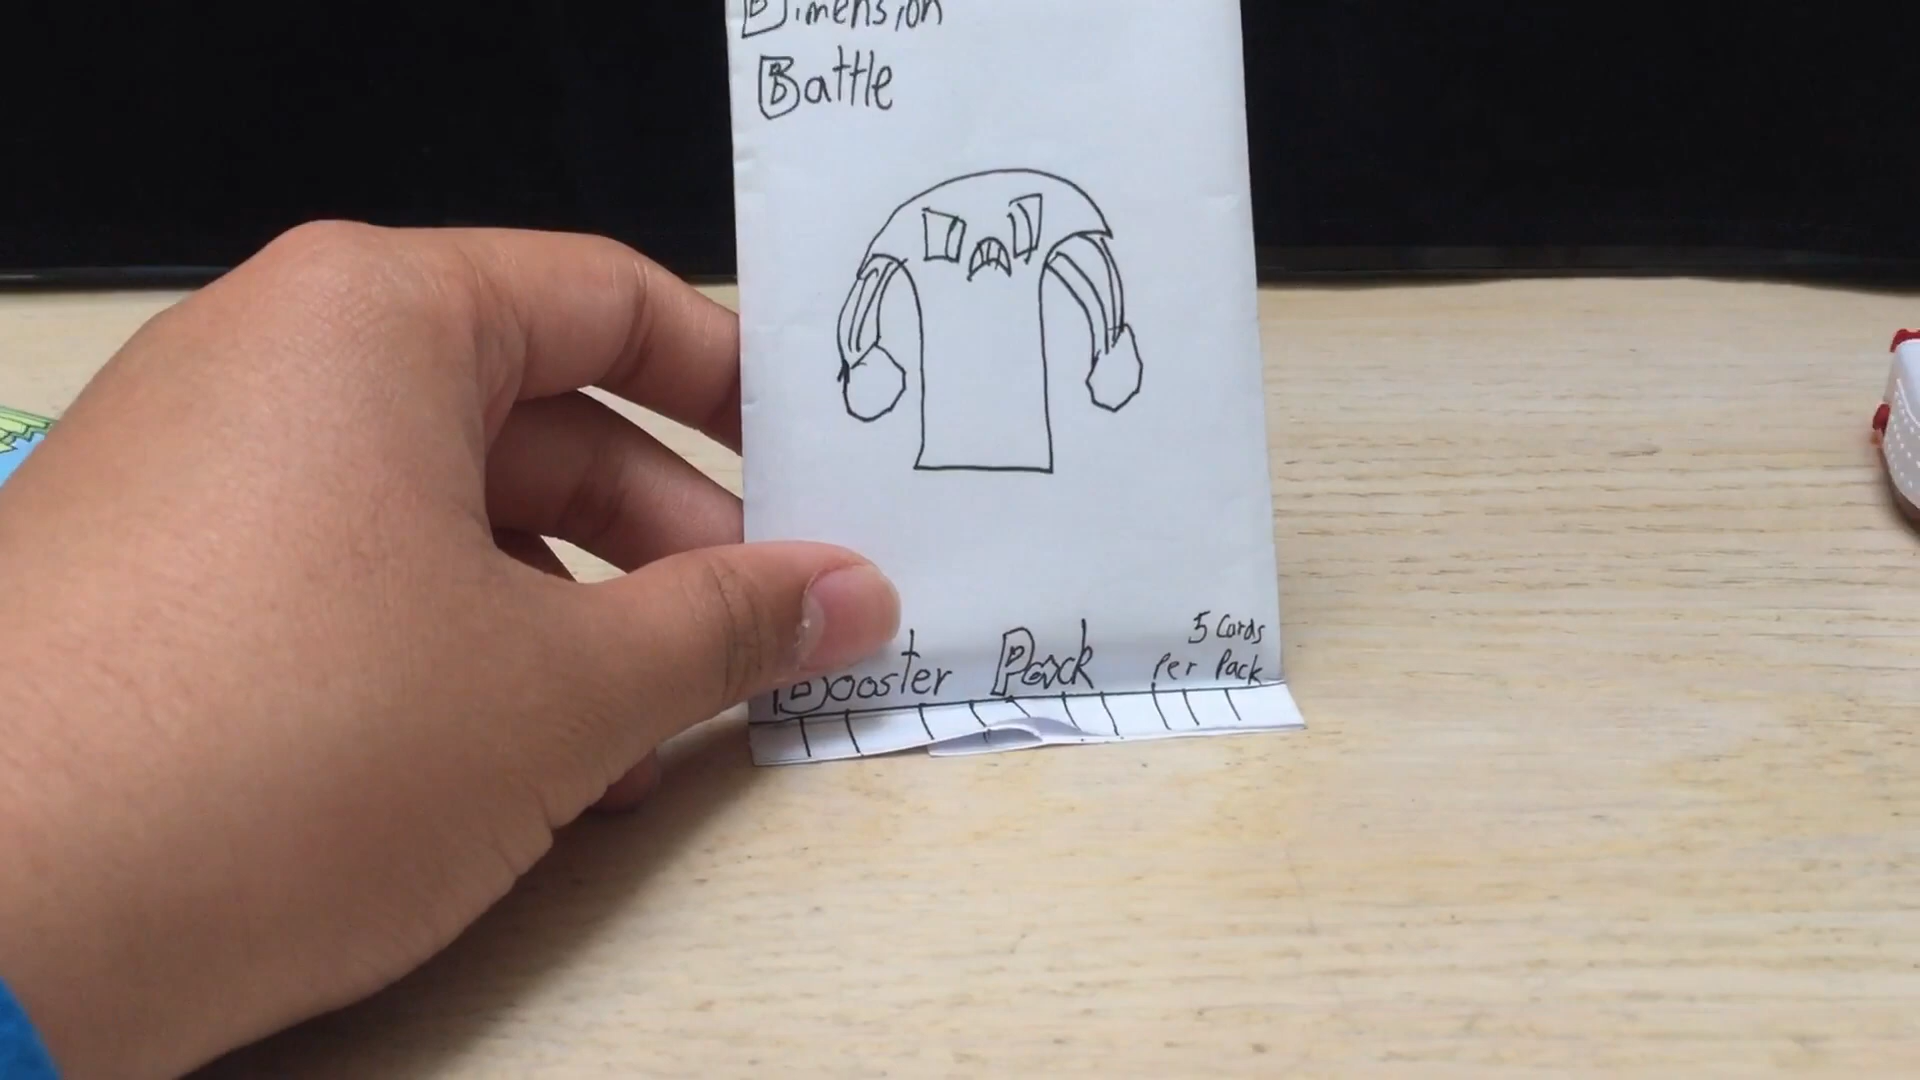 Dimension
Battle
Booster Pack
5 Cards
Per Pack